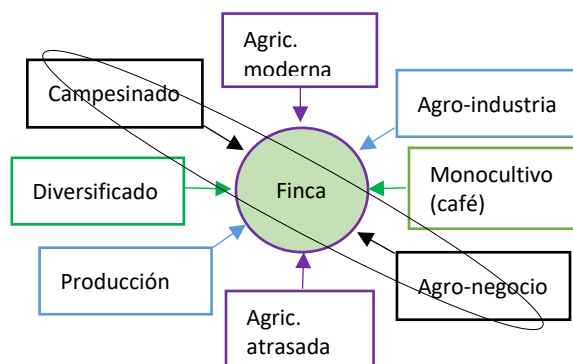 Agric.
moderna
Campesinado
Agro-industria
Diversificado
Finca
Monocultivo
(café)
Producción
Agro-negocio
Agric.
atrasada